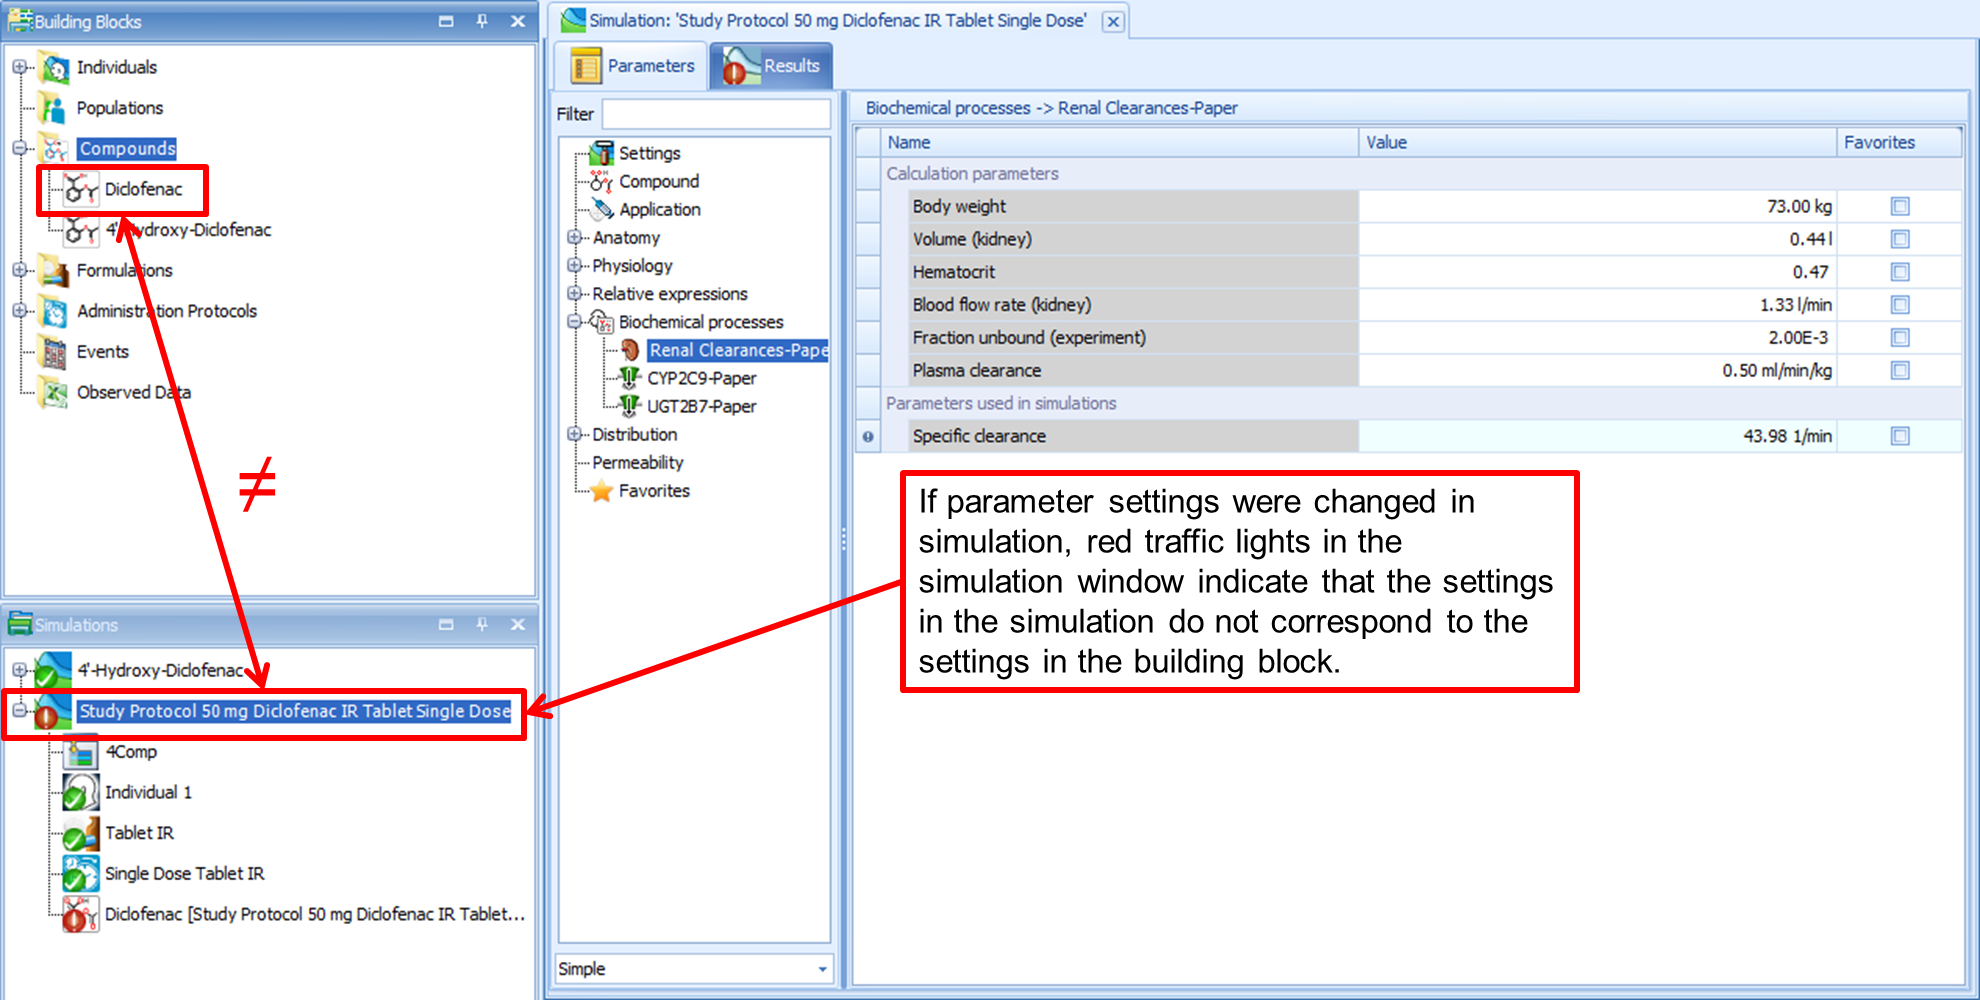 Building Blocks
Individuals
Populations
Compounds
Diclofenac
4'-Hydroxy-Diclofenac
Formulations
Administration Protocols
Events
Observed Data
≠
Simulations
4'-Hydroxy-Diclofenac
Study Protocol 50 mg Diclofenac IR Tablet Single Dose
4Comp
Individual 1
Tablet IR
Single Dose Tablet IR
Diclofenac [Study Protocol 50 mg Diclofenac IR Tablet...
Simulation: 'Study Protocol 50 mg Diclofenac IR Tablet Single Dose'
Parameters Results
Filter
Settings
Compound
Application
Anatomy
Physiology
Relative expressions
Biochemical processes
Renal Clearances-Pape
CYP2C9-Paper
UGT2B7-Paper
Distribution
Permeability
Favorites
Simple
Biochemical processes -> Renal Clearances-Paper
Name Value Favorites
Calculation parameters
Body weight 73.00 kg
Volume (kidney) 0.44 l
Hematocrit 0.47
Blood flow rate (kidney) 1.33 l/min
Fraction unbound (experiment) 2.00E-3
Plasma clearance 0.50 ml/min/kg
Parameters used in simulations
Specific clearance 43.98 1/min
If parameter settings were changed in
simulation, red traffic lights in the
simulation window indicate that the settings
in the simulation do not correspond to the
settings in the building block.